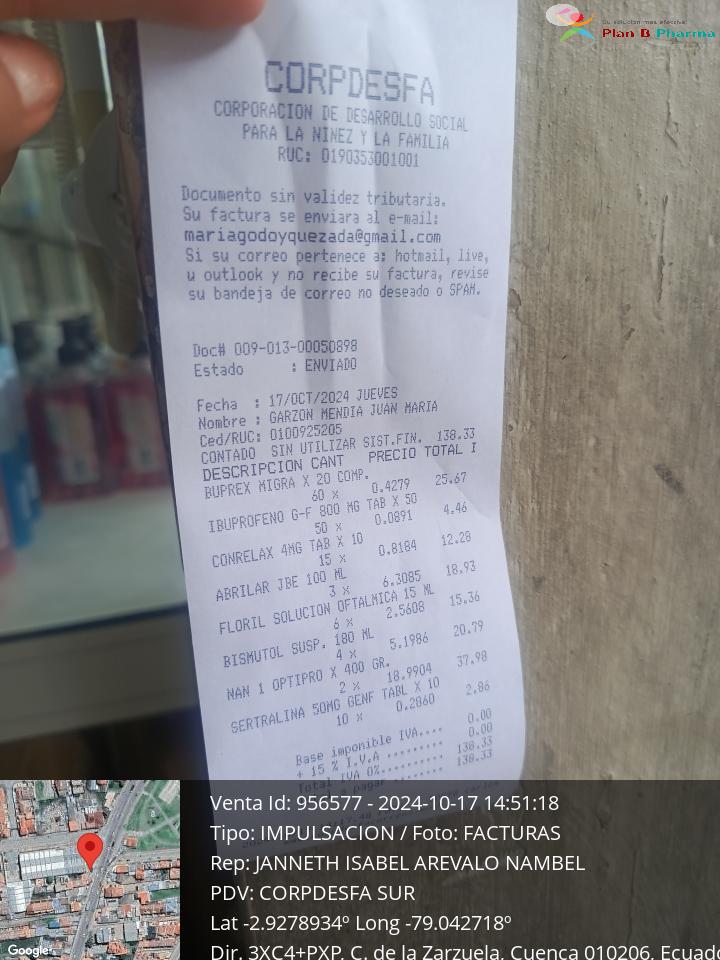 Su solución más efectiva!
Plan B Pharma
CORPDESFA
CORPORACION DE DESARROLLO SOCIAL
PARA LA NINEZ Y LA FAMILIA
RUC: 0190353001001
Documento sin validez tributaria.
Su factura se enviara al e-mail:
mariagodoyquezada@gmail.com
Si su correo pertenece a: hotmail, live,
u outlook y no recibe su factura, revise
su bandeja de correo no deseado o SPAM.
Doc# 009-013-00050898
Estado : ENVIADO
Fecha : 17/OCT/2024 JUEVES
Nombre : GARZON MENDIA JUAN MARIA
Ced/RUC: 0100925205
CONTADO SIN UTILIZAR SIST.FIN. 138.33
DESCRIPCION CANT PRECIO TOTAL I
BUPREX MIGRA X 20 COMP.
60 x 0.4279 25.67
IBUPROFENO G-F 800 MG TAB X 50
50 x 0.0891 4.46
CONRELAX 4MG TAB X 10
15 x 0.8184 12.28
ABRILAR JBE 100 ML
3 x 6.3085 18.93
FLORIL SOLUCION OFTALMICA 15 ML
6 x 2.5608 15.36
BISMUTOL SUSP. 180 ML
4 x 5.1986 20.79
NAN 1 OPTIPRO X 400 GR.
2 x 18.9904 37.98
SERTRALINA 50MG GENF TABL X 10
10 x 0.2860 2.86
Base imponible IVA.... 0.00
+ 15 % I.V.A ......... 0.00
Total IVA 0%.......... 138.33
pagar ........ 138.33
Venta Id: 956577 - 2024-10-17 14:51:18
Tipo: IMPULSACION / Foto: FACTURAS
Rep: JANNETH ISABEL AREVALO NAMBEL
PDV: CORPDESFA SUR
Lat -2.9278934º Long -79.042718º
Dir. 3XC4+PXP, C. de la Zarzuela, Cuenca 010206, Ecuado
Google